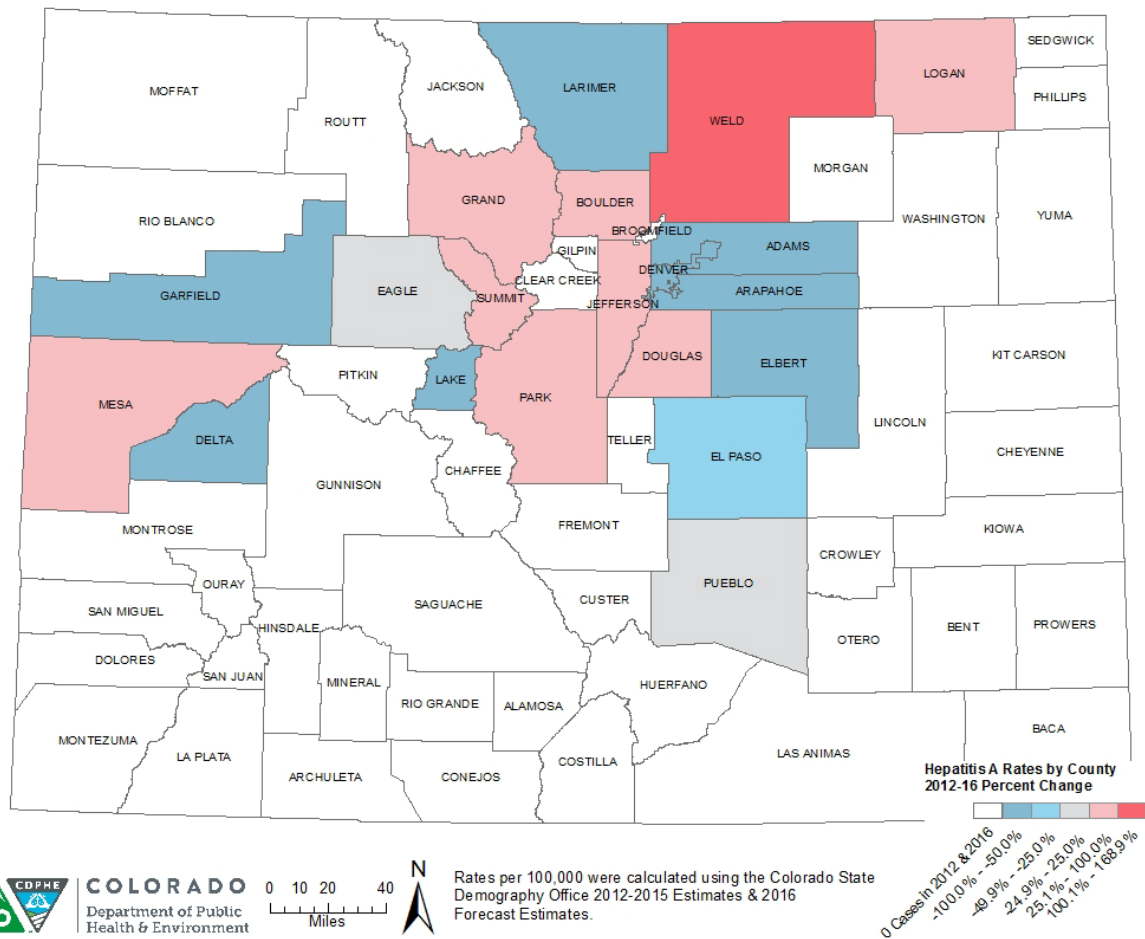 SEDGWICK
LOGAN
JACKSON
LARIMER
MOFFAT
PHILLIPS
ROUTT
WELD
MORGAN
GRAND
BOULDER
RIO BLANCO
WASHINGTON
YUMA
BROOMFIELD
GILPIN
ADAMS
DENVER
CLEAR CREEK
EAGLE
GARFIELD
SUMMIT
JEFFERSON
ARAPAHOE
DOUGLAS
ELBERT
KIT CARSON
PITKIN
LAKE
PARK
MESA
LINCOLN
DELTA
TELLER
CHEYENNE
EL PASO
CHAFFEE
GUNNISON
FREMONT
MONTROSE
KIOWA
CROWLEY
OURAY
PUEBLO
CUSTER
SAGUACHE
SAN MIGUEL
HINSDALE
BENT
PROWERS
OTERO
DOLORES
SAN JUAN
MINERAL
HUERFANO
RIO GRANDE
ALAMOSA
BACA
MONTEZUMA
LA PLATA
LAS ANIMAS
COSTILLA
ARCHULETA
CONEJOS
Hepatitis A Rates by County
2012-16 Percent Change
0 Cases in 2012 & 2016
-100.0% - -50.0%
-49.9% - -25.0%
-24.9% - 25.0%
25.1% - 100.0%
100.1% - 168.9%
CDPHE
COLORADO
Department of Public
Health & Environment
0 10 20 40
Miles
N
Rates per 100,000 were calculated using the Colorado State
Demography Office 2012-2015 Estimates & 2016
Forecast Estimates.